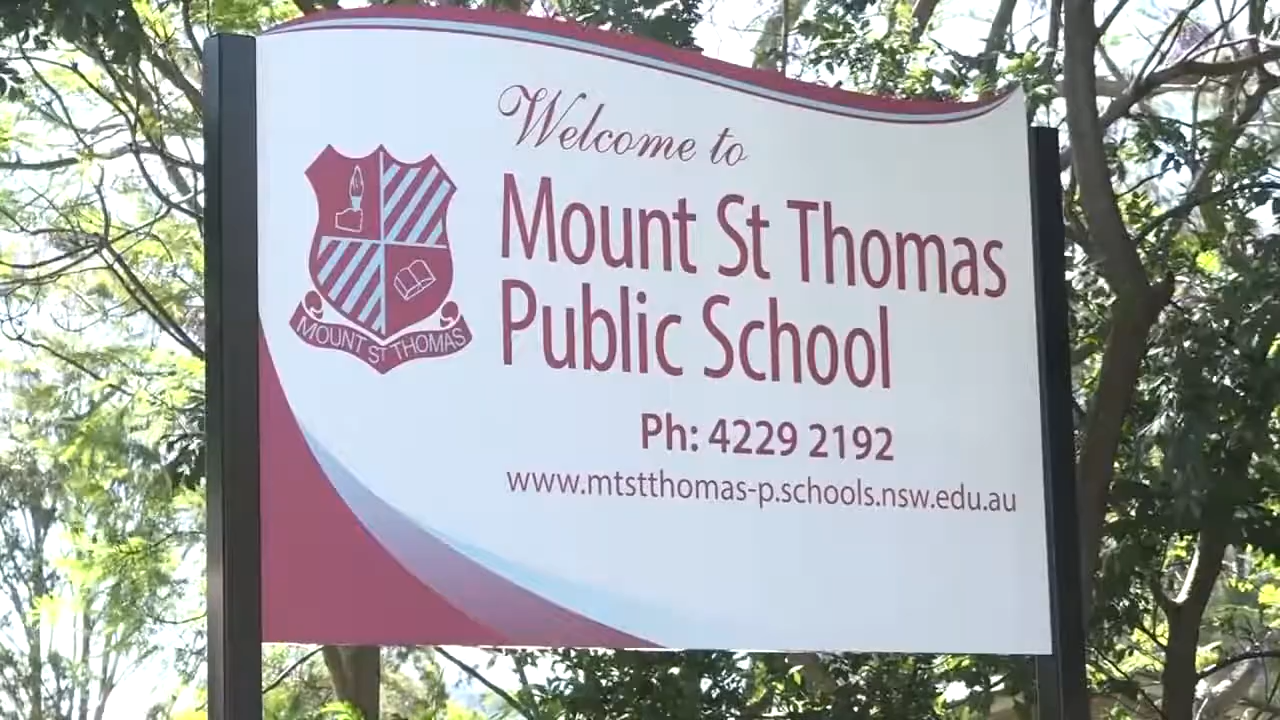 Welcome to
Mount St Thomas
Public School
MOUNT ST THOMAS
Ph: 4229 2192
www.mtstthomas-p.schools.nsw.edu.au